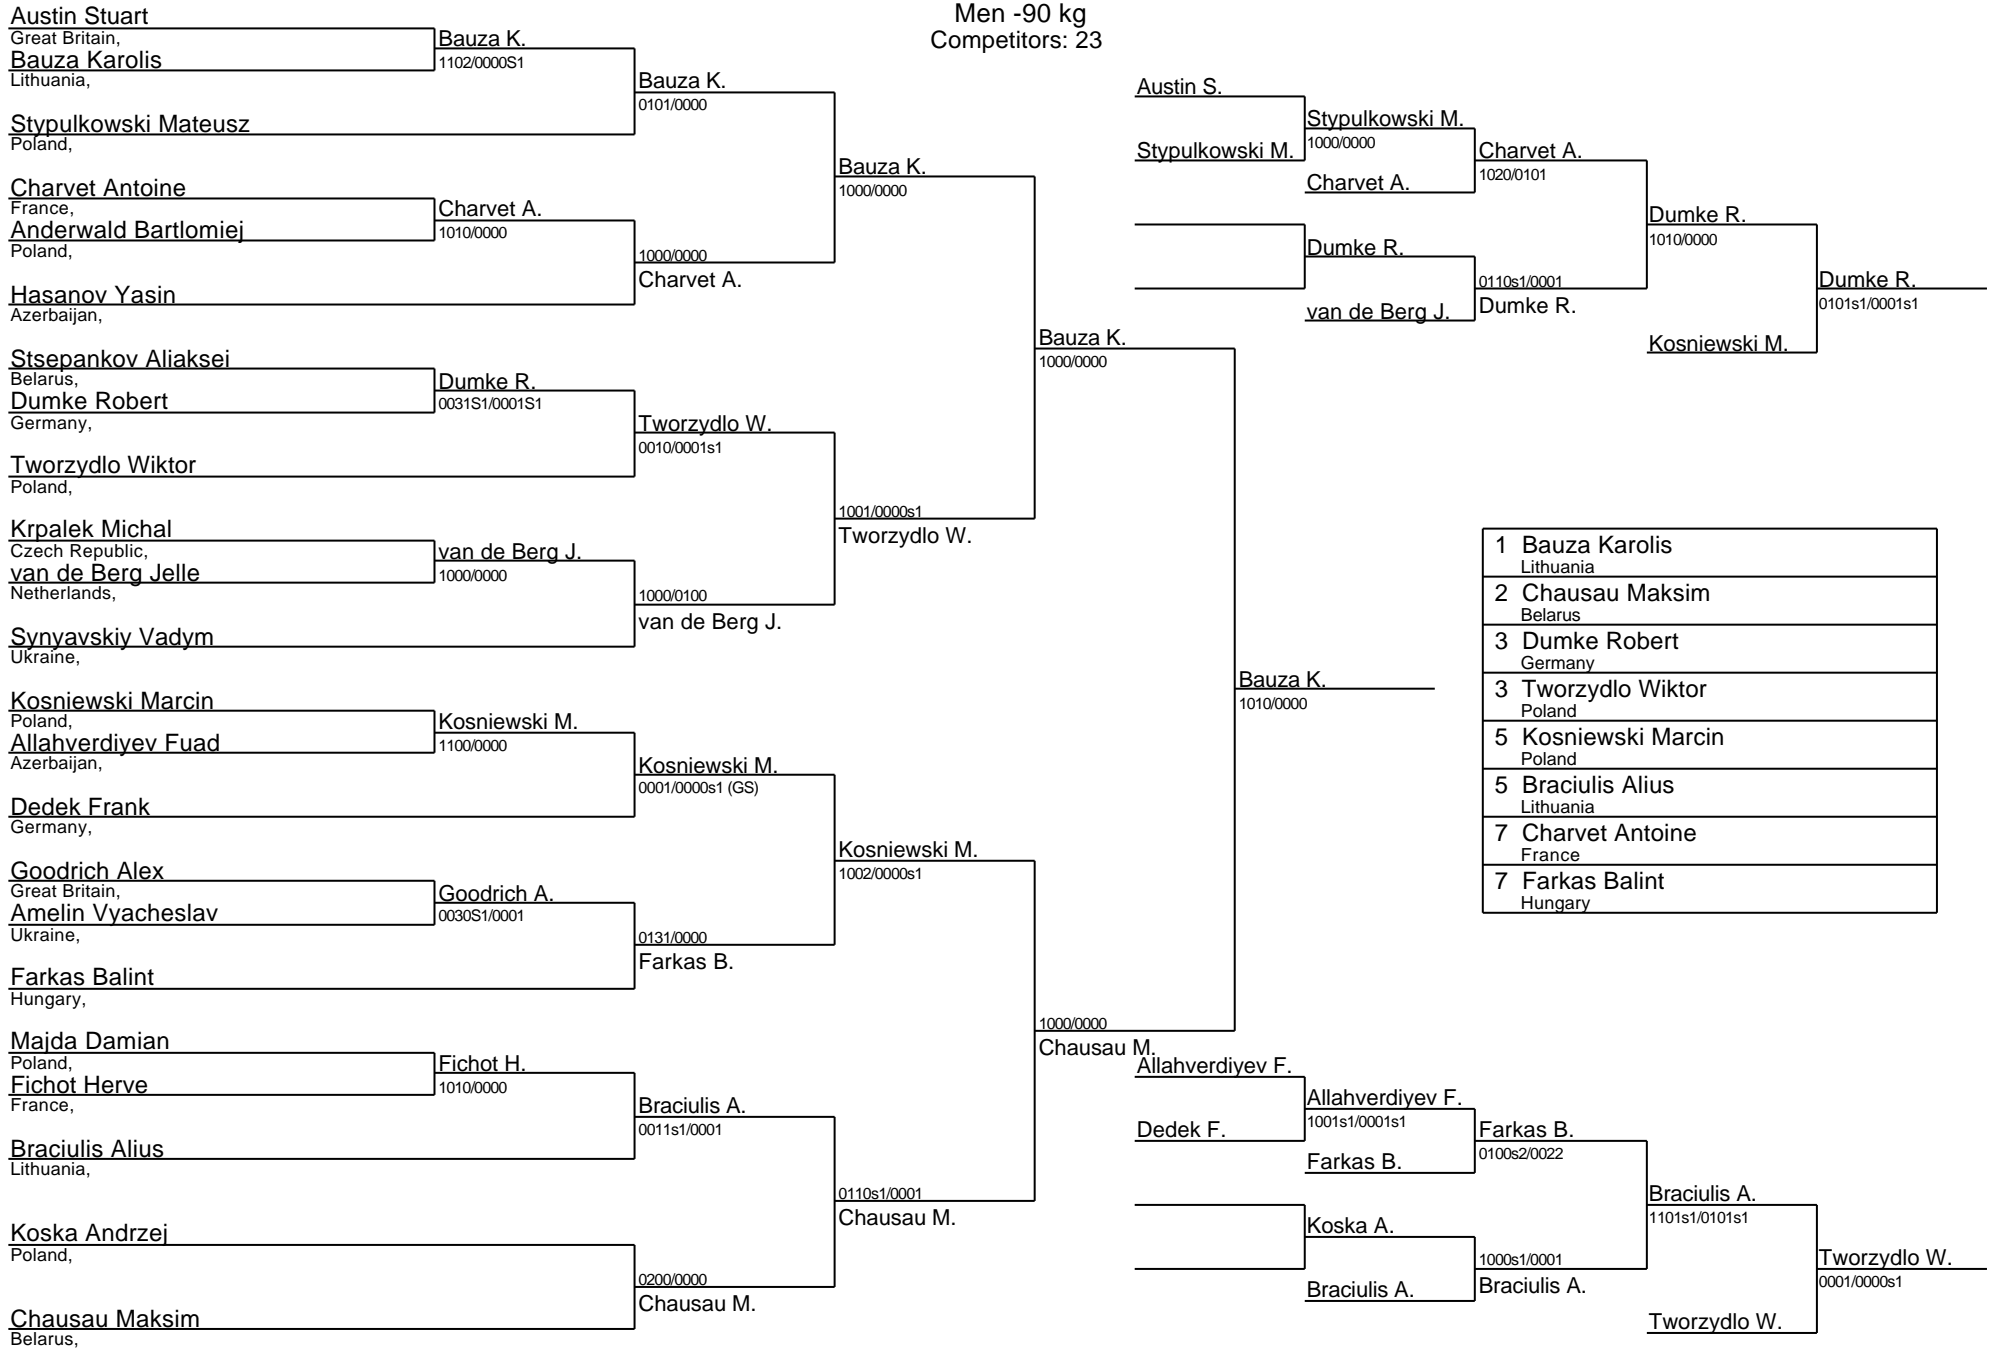 Men -90 kg
Competitors: 23
Austin Stuart
Great Britain,
Bauza Karolis
Lithuania,
Stypulkowski Mateusz
Poland,
Charvet Antoine
France,
Anderwald Bartlomiej
Poland,
Hasanov Yasin
Azerbaijan,
Stsepankov Aliaksei
Belarus,
Dumke Robert
Germany,
Tworzydlo Wiktor
Poland,
Krpalek Michal
Czech Republic,
van de Berg Jelle
Netherlands,
Synyavskiy Vadym
Ukraine,
Kosniewski Marcin
Poland,
Allahverdiyev Fuad
Azerbaijan,
Dedek Frank
Germany,
Goodrich Alex
Great Britain,
Amelin Vyacheslav
Ukraine,
Farkas Balint
Hungary,
Majda Damian
Poland,
Fichot Herve
France,
Braciulis Alius
Lithuania,
Koska Andrzej
Poland,
Chausau Maksim
Belarus,
Bauza K.
1102/0000S1
Charvet A.
1010/0000
Dumke R.
0031S1/0001S1
van de Berg J.
1000/0000
Kosniewski M.
1100/0000
Goodrich A.
0030S1/0001
Fichot H.
1010/0000
Bauza K.
0101/0000
1000/0000
Charvet A.
Tworzydlo W.
0010/0001s1
1000/0100
van de Berg J.
Kosniewski M.
0001/0000s1 (GS)
0131/0000
Farkas B.
Braciulis A.
0011s1/0001
0200/0000
Chausau M.
Bauza K.
1000/0000
1001/0000s1
Tworzydlo W.
Kosniewski M.
1002/0000s1
0110s1/0001
Chausau M.
Bauza K.
1000/0000
1000/0000
Chausau M.
Bauza K.
1010/0000
Austin S.
Stypulkowski M.
Stypulkowski M.
1000/0000
Charvet A.
Dumke R.
van de Berg J.
Charvet A.
1020/0101
0110s1/0001
Dumke R.
Dumke R.
1010/0000
Kosniewski M.
Dumke R.
0101s1/0001s1
1 Bauza Karolis
Lithuania
2 Chausau Maksim
Belarus
3 Dumke Robert
Germany
3 Tworzydlo Wiktor
Poland
5 Kosniewski Marcin
Poland
5 Braciulis Alius
Lithuania
7 Charvet Antoine
France
7 Farkas Balint
Hungary
Allahverdiyev F.
Dedek F.
Allahverdiyev F.
1001s1/0001s1
Farkas B.
Koska A.
Braciulis A.
Farkas B.
0100s2/0022
1000s1/0001
Braciulis A.
Braciulis A.
1101s1/0101s1
Tworzydlo W.
Tworzydlo W.
0001/0000s1